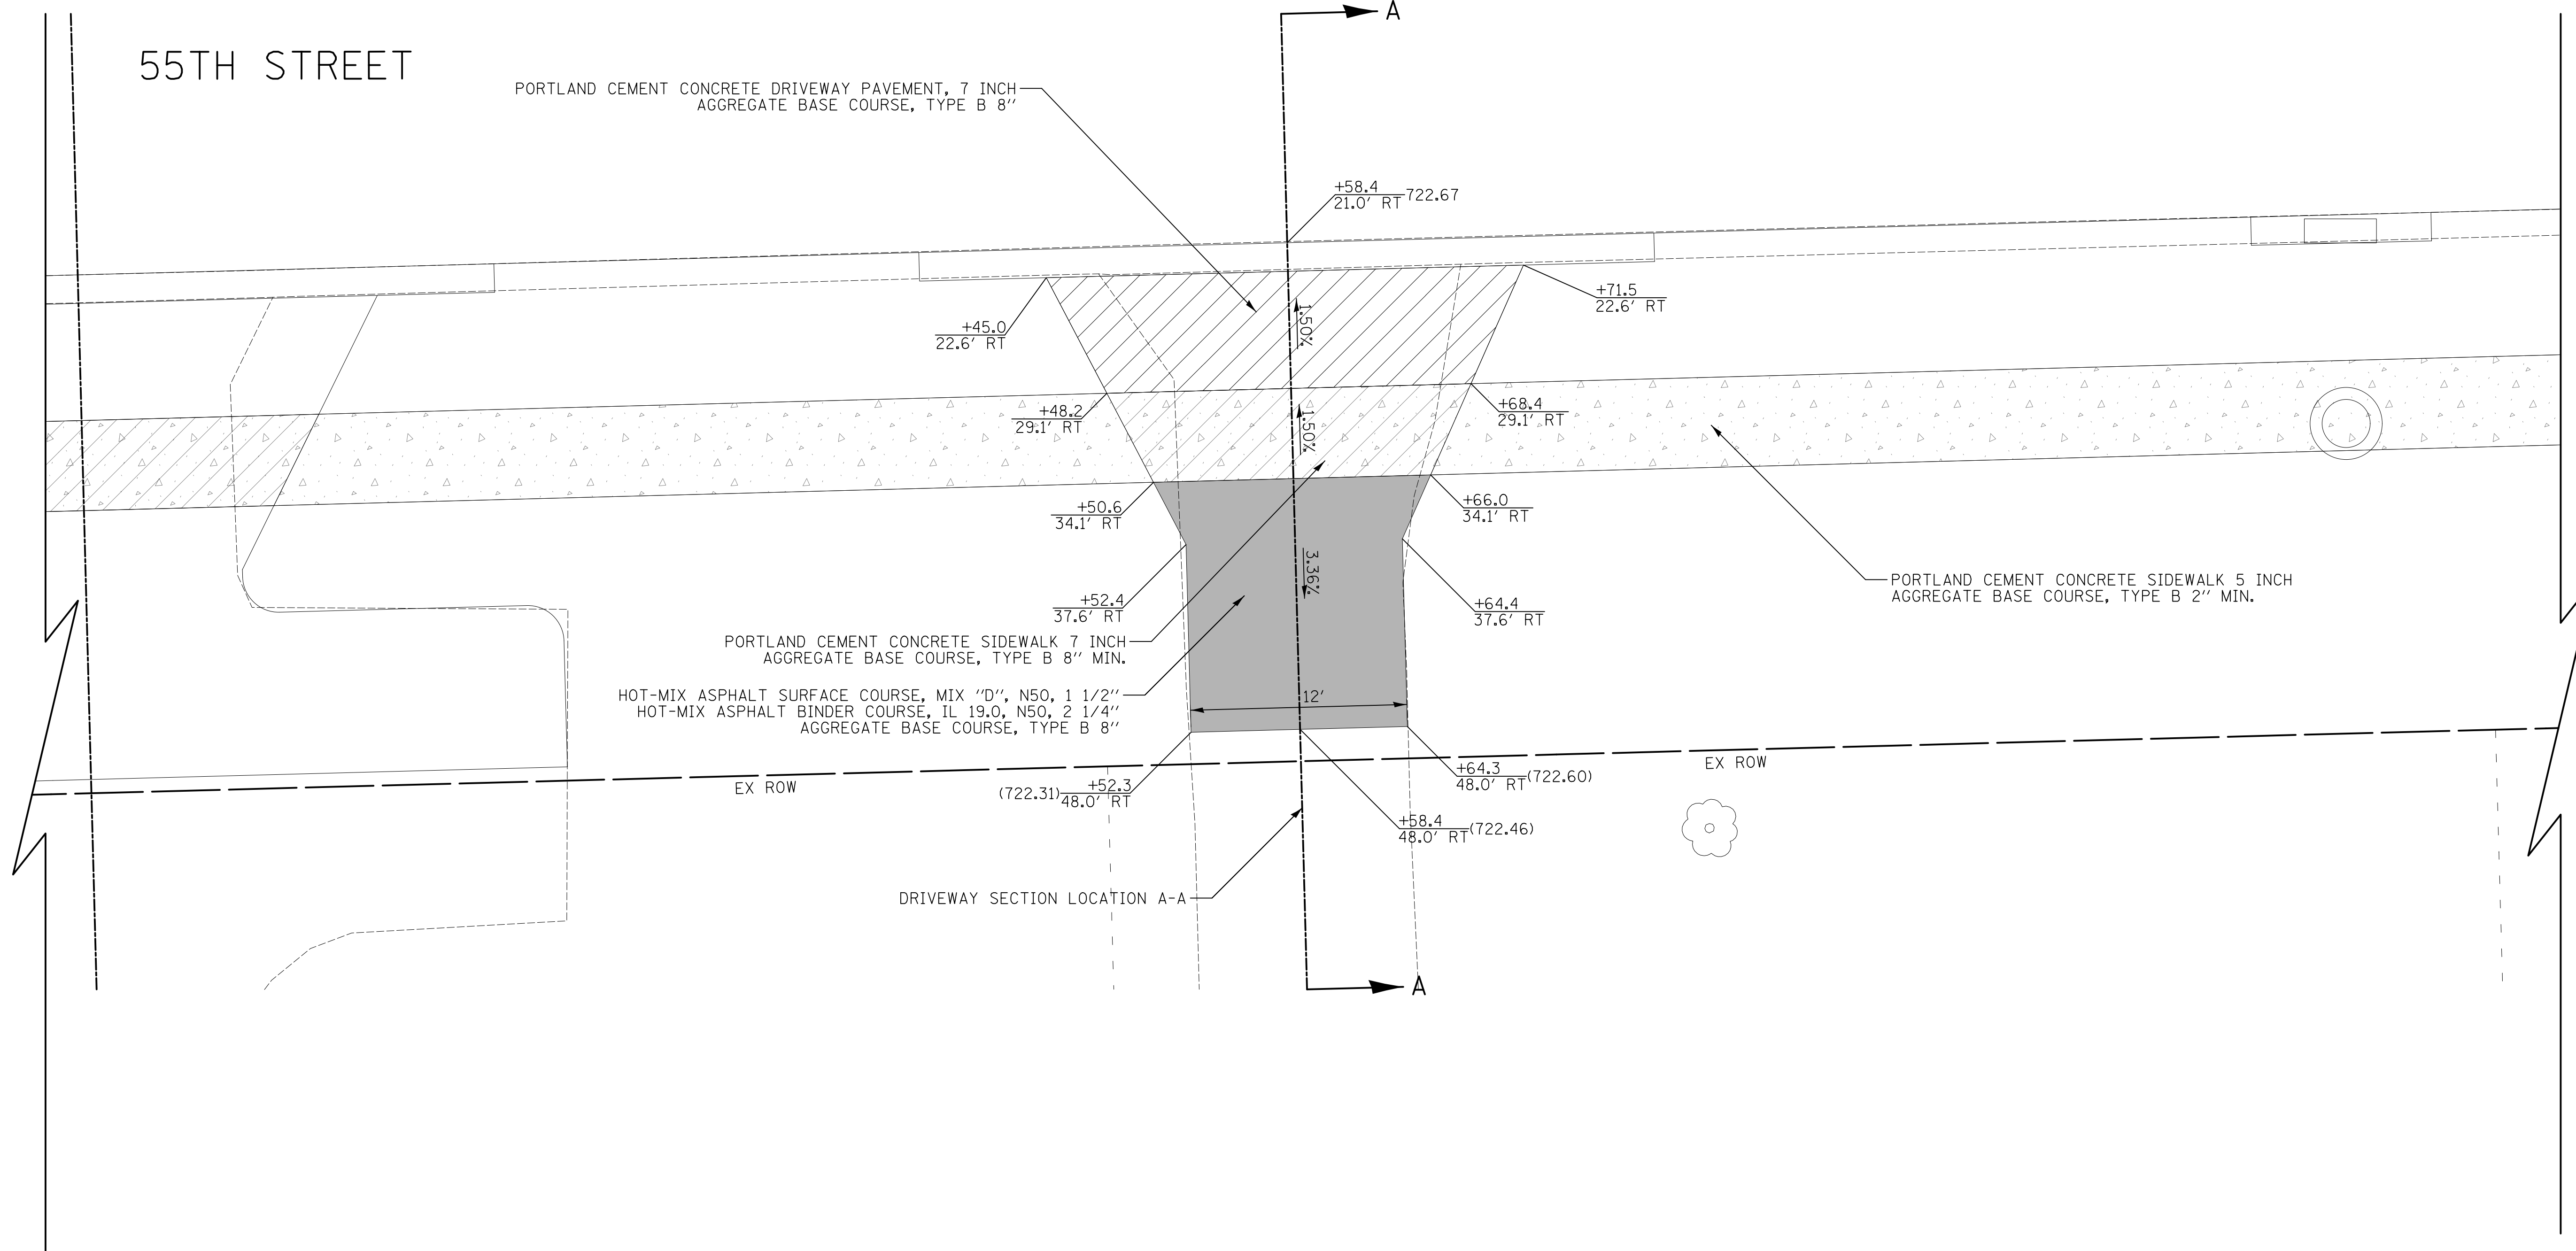 A
55TH STREET
PORTLAND CEMENT CONCRETE DRIVEWAY PAVEMENT, 7 INCH
AGGREGATE BASE COURSE, TYPE B 8"
+58.4
21.0' RT
722.67
+71.5
22.6' RT
+45.0
22.6' RT
1.50%
+48.2
29.1' RT
1.50%
+68.4
29.1' RT
+50.6
34.1' RT
+66.0
34.1' RT
3.36%
PORTLAND CEMENT CONCRETE SIDEWALK 5 INCH
AGGREGATE BASE COURSE, TYPE B 2" MIN.
+52.4
37.6' RT
+64.4
37.6' RT
PORTLAND CEMENT CONCRETE SIDEWALK 7 INCH
AGGREGATE BASE COURSE, TYPE B 8" MIN.
HOT-MIX ASPHALT SURFACE COURSE, MIX "D", N50, 1 1/2"
HOT-MIX ASPHALT BINDER COURSE, IL 19.0, N50, 2 1/4"
AGGREGATE BASE COURSE, TYPE B 8"
12'
EX ROW
EX ROW
(722.31)
+52.3
48.0' RT
+64.3
48.0' RT
(722.60)
+58.4
48.0' RT
(722.46)
DRIVEWAY SECTION LOCATION A-A
A